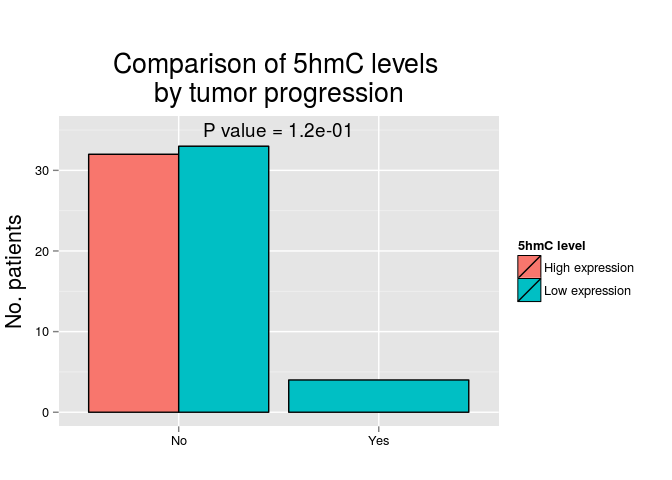 Comparison of 5hmC levels
by tumor progression
P value = 1.2e-01
No. patients
30
20
10
0
No
Yes
5hmC level
High expression
Low expression